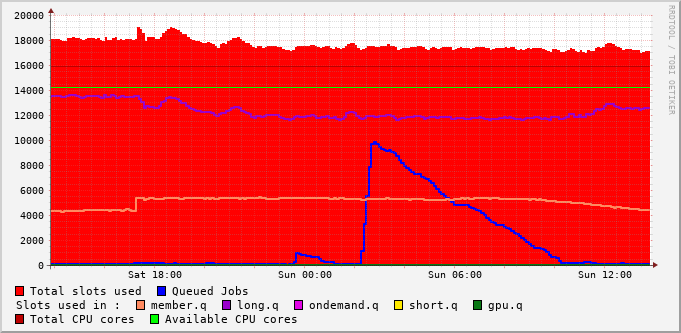 RRDTOOL / TOBI OETIKER
20000
18000
16000
14000
12000
10000
8000
6000
4000
2000
0
Sat 18:00 Sun 00:00 Sun 06:00 Sun 12:00
Total slots used Queued Jobs
Slots used in : member.q long.q ondemand.q short.q gpu.q
Total CPU cores Available CPU cores